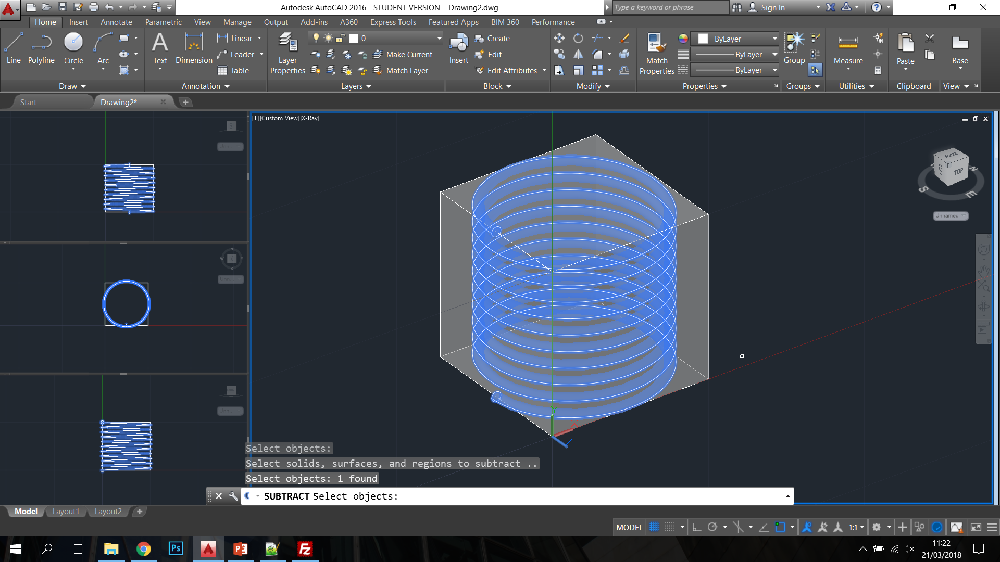 Autodesk AutoCAD 2016 - STUDENT VERSION Drawing2.dwg
Type a keyword or phrase
Sign In
Home Insert Annotate Parametric View Manage Output Add-ins A360 Express Tools Featured Apps BIM 360 Performance
Line Polyline Circle Arc
Draw
Text Dimension
Linear
Leader
Table
Annotation
Layer Properties
0
Make Current
Match Layer
Layers
Insert
Create
Edit
Edit Attributes
Block
Modify
Match Properties
ByLayer
ByLayer
ByLayer
Properties
Group
Groups
Measure
Utilities
Paste
Clipboard
Base
View
Start
Drawing2*
[+][Custom View][X-Ray]
BACK
TOP
N
S
E
Unnamed
N
W
E
S
Z
Select objects:
Select solids, surfaces, and regions to subtract ..
Select objects: 1 found
SUBTRACT Select objects:
Model Layout1 Layout2
MODEL
1:1
Ps
11:22
21/03/2018